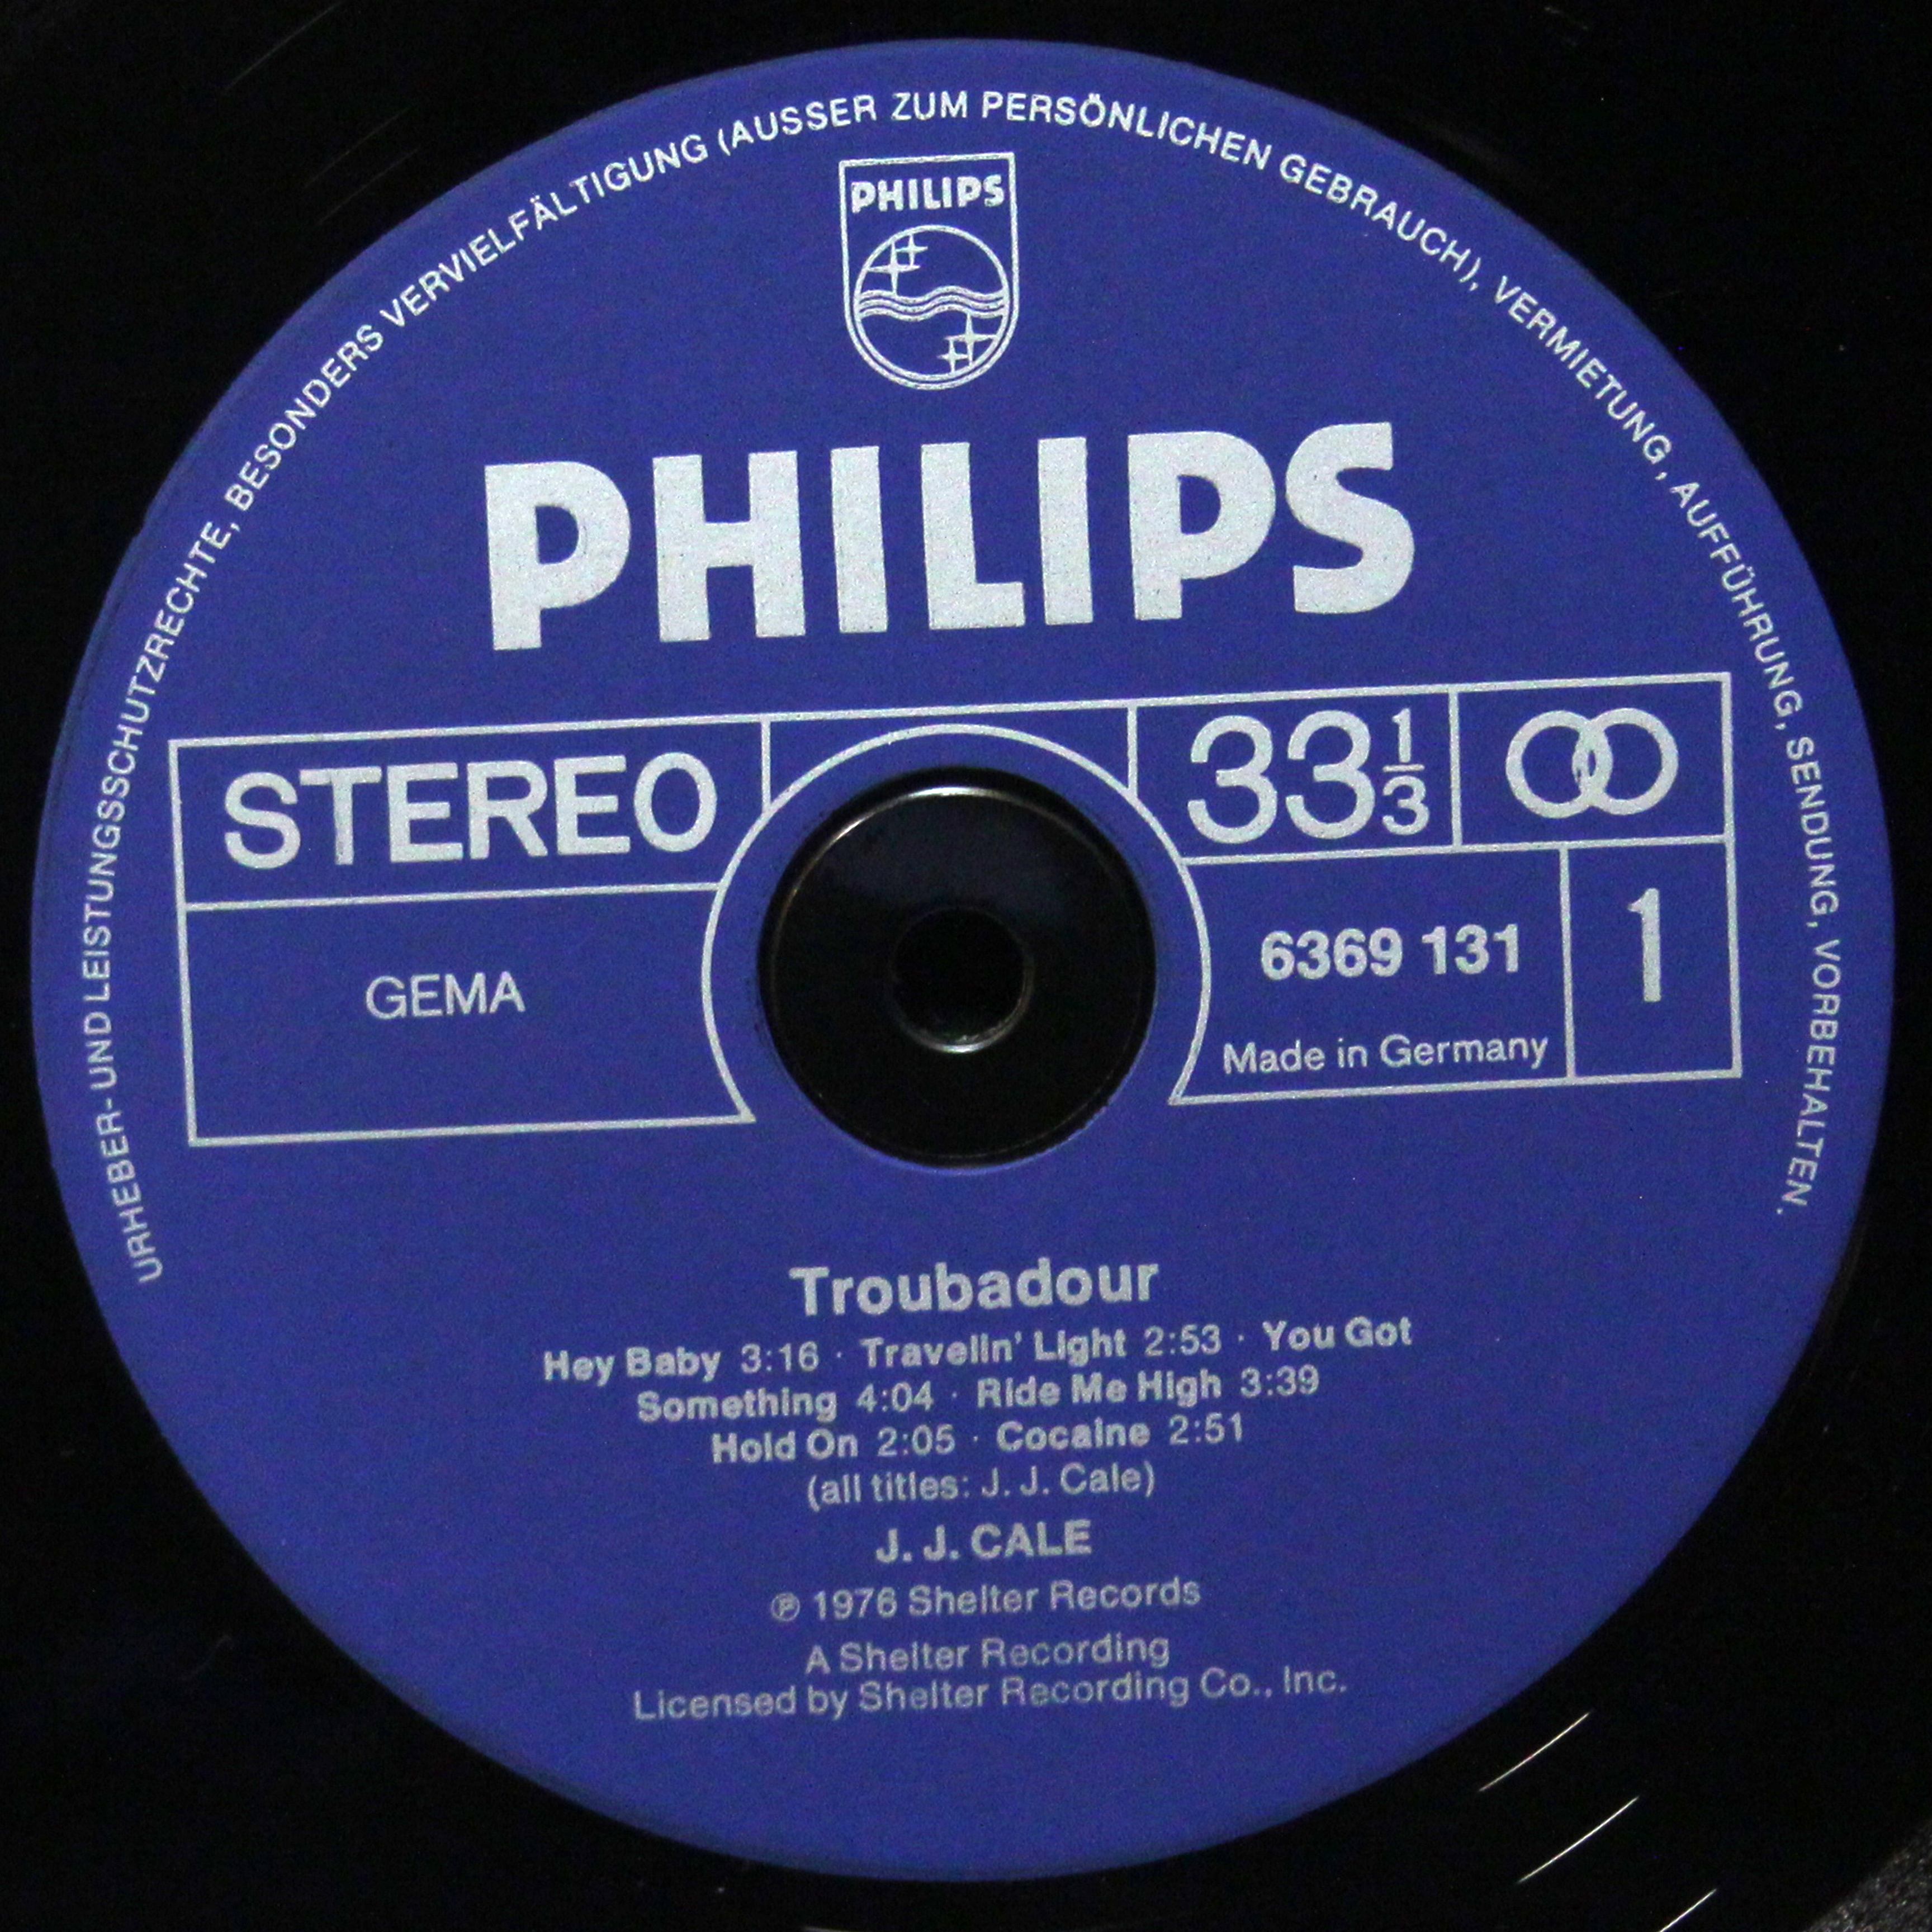 URHEBER- UND LEISTUNGSSCHUTZRECHTE, BESONDERS VERVIELFÄLTIGUNG (AUSSER ZUM PERSÖNLICHEN GEBRAUCH), VERMIETUNG, AUFFÜHRUNG, SENDUNG, VORBEHALTEN.
PHILIPS
PHILIPS
STEREO
33 1/3
GEMA
6369 131
1
Made in Germany
Troubadour
Hey Baby 3:16 · Travelin' Light 2:53 · You Got
Something 4:04 · Ride Me High 3:39
Hold On 2:05 · Cocaine 2:51
(all titles: J. J. Cale)
J. J. CALE
℗ 1976 Shelter Records
A Shelter Recording
Licensed by Shelter Recording Co., Inc.